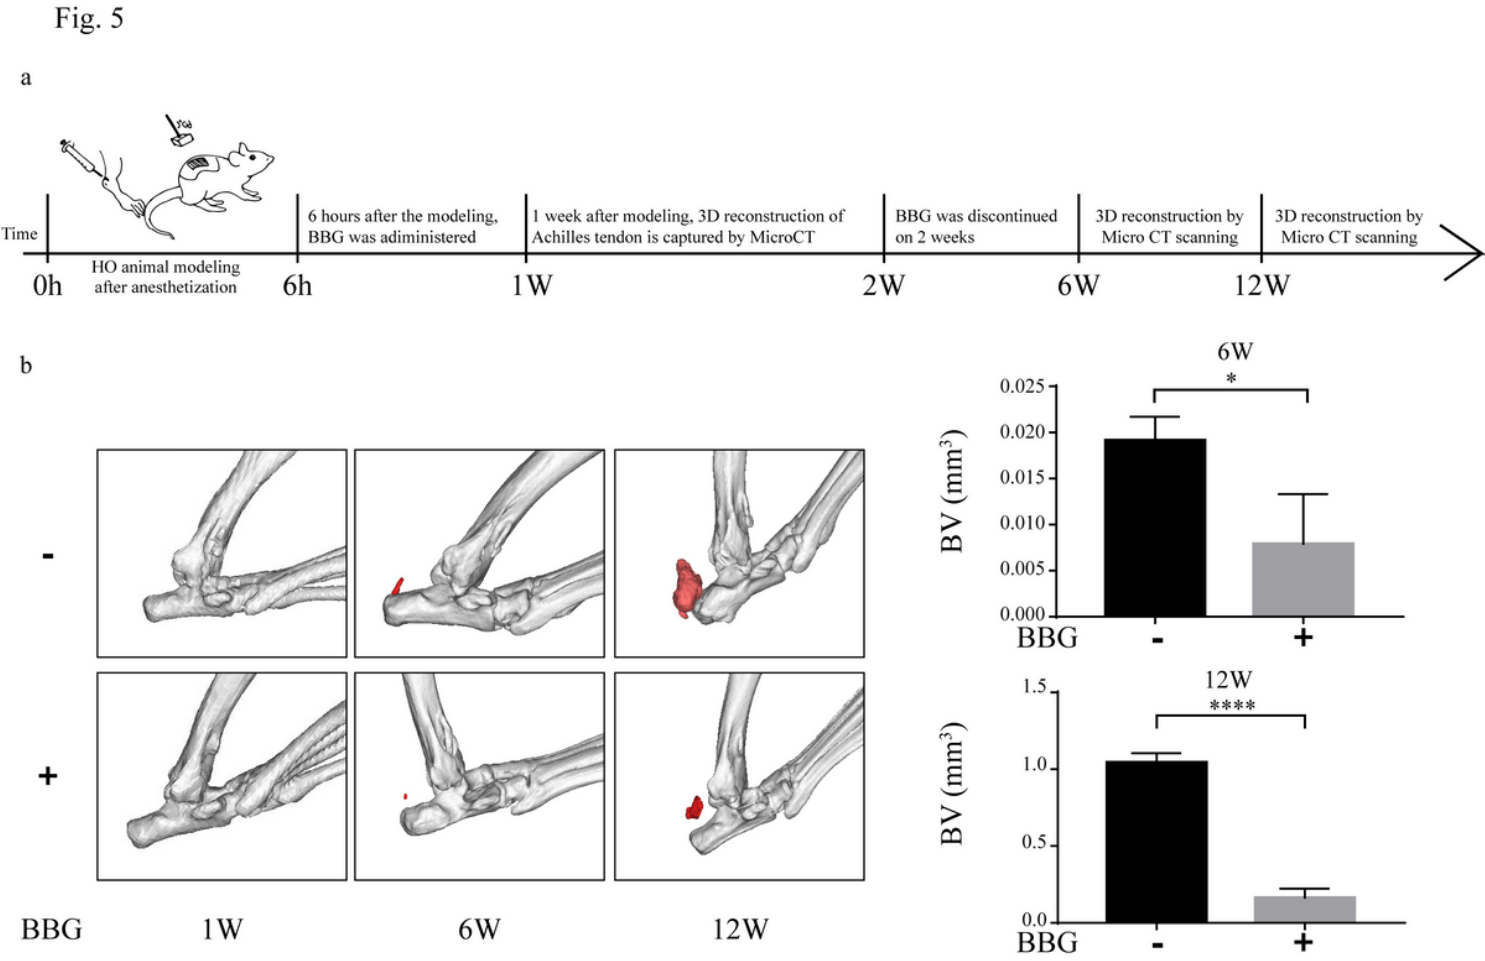 Fig. 5
a
Time
6 hours after the modeling,
BBG was adiministered
1 week after modeling, 3D reconstruction of
Achilles tendon is captured by MicroCT
BBG was discontinued
on 2 weeks
3D reconstruction by
Micro CT scanning
3D reconstruction by
Micro CT scanning
HO animal modeling
after anesthetization
0h
6h
1W
2W
6W
12W
b
-
+
BBG
1W
6W
12W
6W
*
BV (mm³)
0.025
0.020
0.015
0.010
0.005
0.000
BBG
-
+
12W
****
BV (mm³)
1.5
1.0
0.5
0.0
BBG
-
+